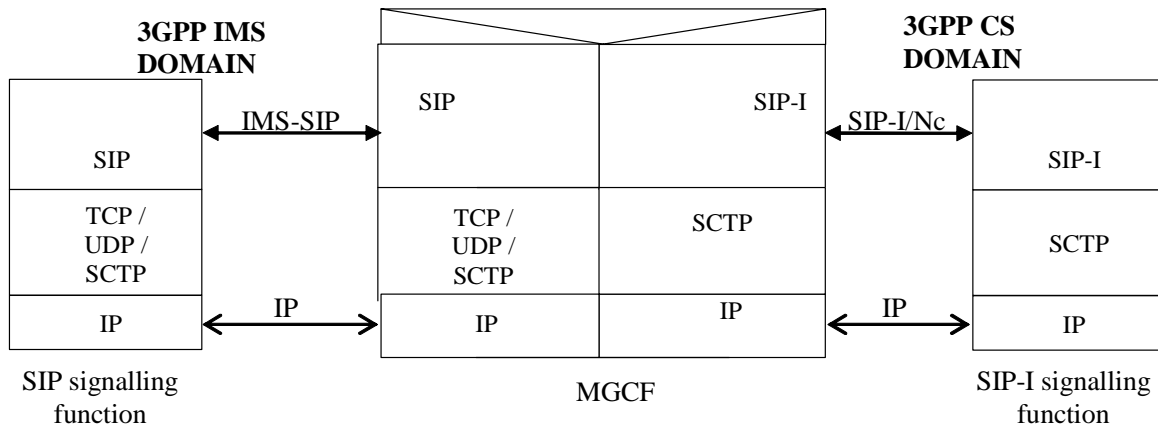 3GPP IMS
DOMAIN
3GPP CS
DOMAIN
SIP
IMS-SIP
SIP
SIP-I
SIP-I/Nc
SIP-I
TCP /
UDP /
SCTP
TCP /
UDP /
SCTP
SCTP
SCTP
IP
IP
IP
IP
IP
IP
SIP signalling
function
MGCF
SIP-I signalling
function